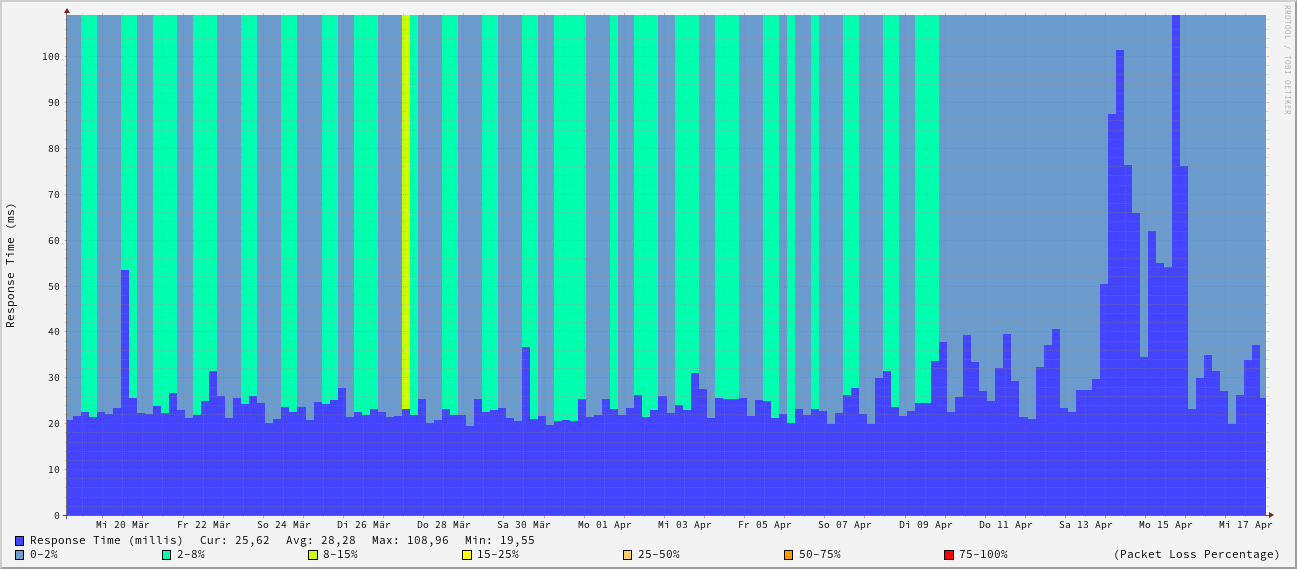 RRDTOOL / TOBI OETIKER
Response Time (ms)
100
90
80
70
60
50
40
30
20
10
0
Mi 20 Mär Fr 22 Mär So 24 Mär Di 26 Mär Do 28 Mär Sa 30 Mär Mo 01 Apr Mi 03 Apr Fr 05 Apr So 07 Apr Di 09 Apr Do 11 Apr Sa 13 Apr Mo 15 Apr Mi 17 Apr
Response Time (millis) Cur: 25,62 Avg: 28,28 Max: 108,96 Min: 19,55
0-2% 2-8% 8-15% 15-25% 25-50% 50-75% 75-100% (Packet Loss Percentage)